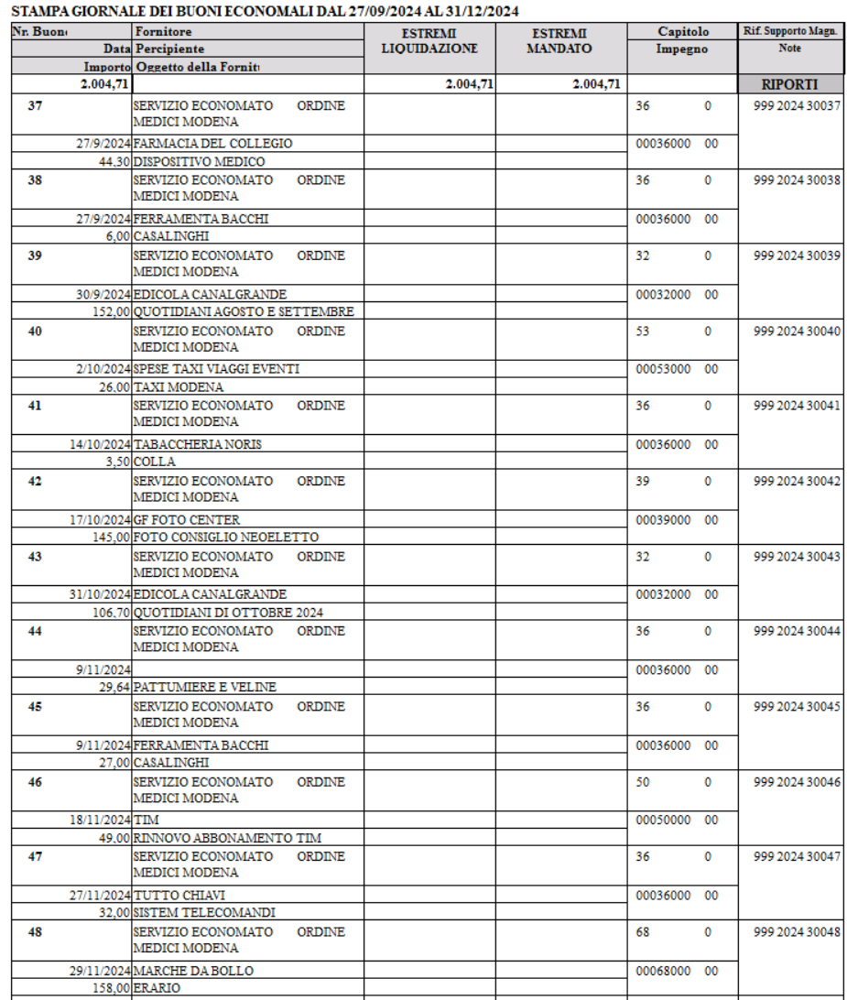 STAMPA GIORNALE DEI BUONI ECONOMALI DAL 27/09/2024 AL 31/12/2024
Nr. Buono Fornitore ESTREMI LIQUIDAZIONE ESTREMI MANDATO Capitolo Rif. Supporto Magn.
Data Percipiente Impegno Note
Importo Oggetto della Fornitu
2.004,71 2.004,71 2.004,71 RIPORTI
37 SERVIZIO ECONOMATO ORDINE 36 0 999 2024 30037
MEDICI MODENA
27/9/2024 FARMACIA DEL COLLEGIO 00036000 00
44,30 DISPOSITIVO MEDICO
38 SERVIZIO ECONOMATO ORDINE 36 0 999 2024 30038
MEDICI MODENA
27/9/2024 FERRAMENTA BACCHI 00036000 00
6,00 CASALINGHI
39 SERVIZIO ECONOMATO ORDINE 32 0 999 2024 30039
MEDICI MODENA
30/9/2024 EDICOLA CANALGRANDE 00032000 00
152,00 QUOTIDIANI AGOSTO E SETTEMBRE
40 SERVIZIO ECONOMATO ORDINE 53 0 999 2024 30040
MEDICI MODENA
2/10/2024 SPESE TAXI VIAGGI EVENTI 00053000 00
26,00 TAXI MODENA
41 SERVIZIO ECONOMATO ORDINE 36 0 999 2024 30041
MEDICI MODENA
14/10/2024 TABACCHERIA NORIS 00036000 00
3,50 COLLA
42 SERVIZIO ECONOMATO ORDINE 39 0 999 2024 30042
MEDICI MODENA
17/10/2024 GF FOTO CENTER 00039000 00
145,00 FOTO CONSIGLIO NEOELETTO
43 SERVIZIO ECONOMATO ORDINE 32 0 999 2024 30043
MEDICI MODENA
31/10/2024 EDICOLA CANALGRANDE 00032000 00
106,70 QUOTIDIANI DI OTTOBRE 2024
44 SERVIZIO ECONOMATO ORDINE 36 0 999 2024 30044
MEDICI MODENA
9/11/2024 00036000 00
29,64 PATTUMIERE E VELINE
45 SERVIZIO ECONOMATO ORDINE 36 0 999 2024 30045
MEDICI MODENA
9/11/2024 FERRAMENTA BACCHI 00036000 00
27,00 CASALINGHI
46 SERVIZIO ECONOMATO ORDINE 50 0 999 2024 30046
MEDICI MODENA
18/11/2024 TIM 00050000 00
49,00 RINNOVO ABBONAMENTO TIM
47 SERVIZIO ECONOMATO ORDINE 36 0 999 2024 30047
MEDICI MODENA
27/11/2024 TUTTO CHIAVI 00036000 00
32,00 SISTEM TELECOMANDI
48 SERVIZIO ECONOMATO ORDINE 68 0 999 2024 30048
MEDICI MODENA
29/11/2024 MARCHE DA BOLLO 00068000 00
158,00 ERARIO